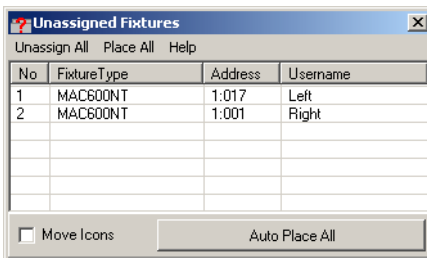 Unassigned Fixtures
Unassign All Place All Help
No FixtureType Address Username
1 MAC600NT 1:017 Left
2 MAC600NT 1:001 Right
Move Icons Auto Place All